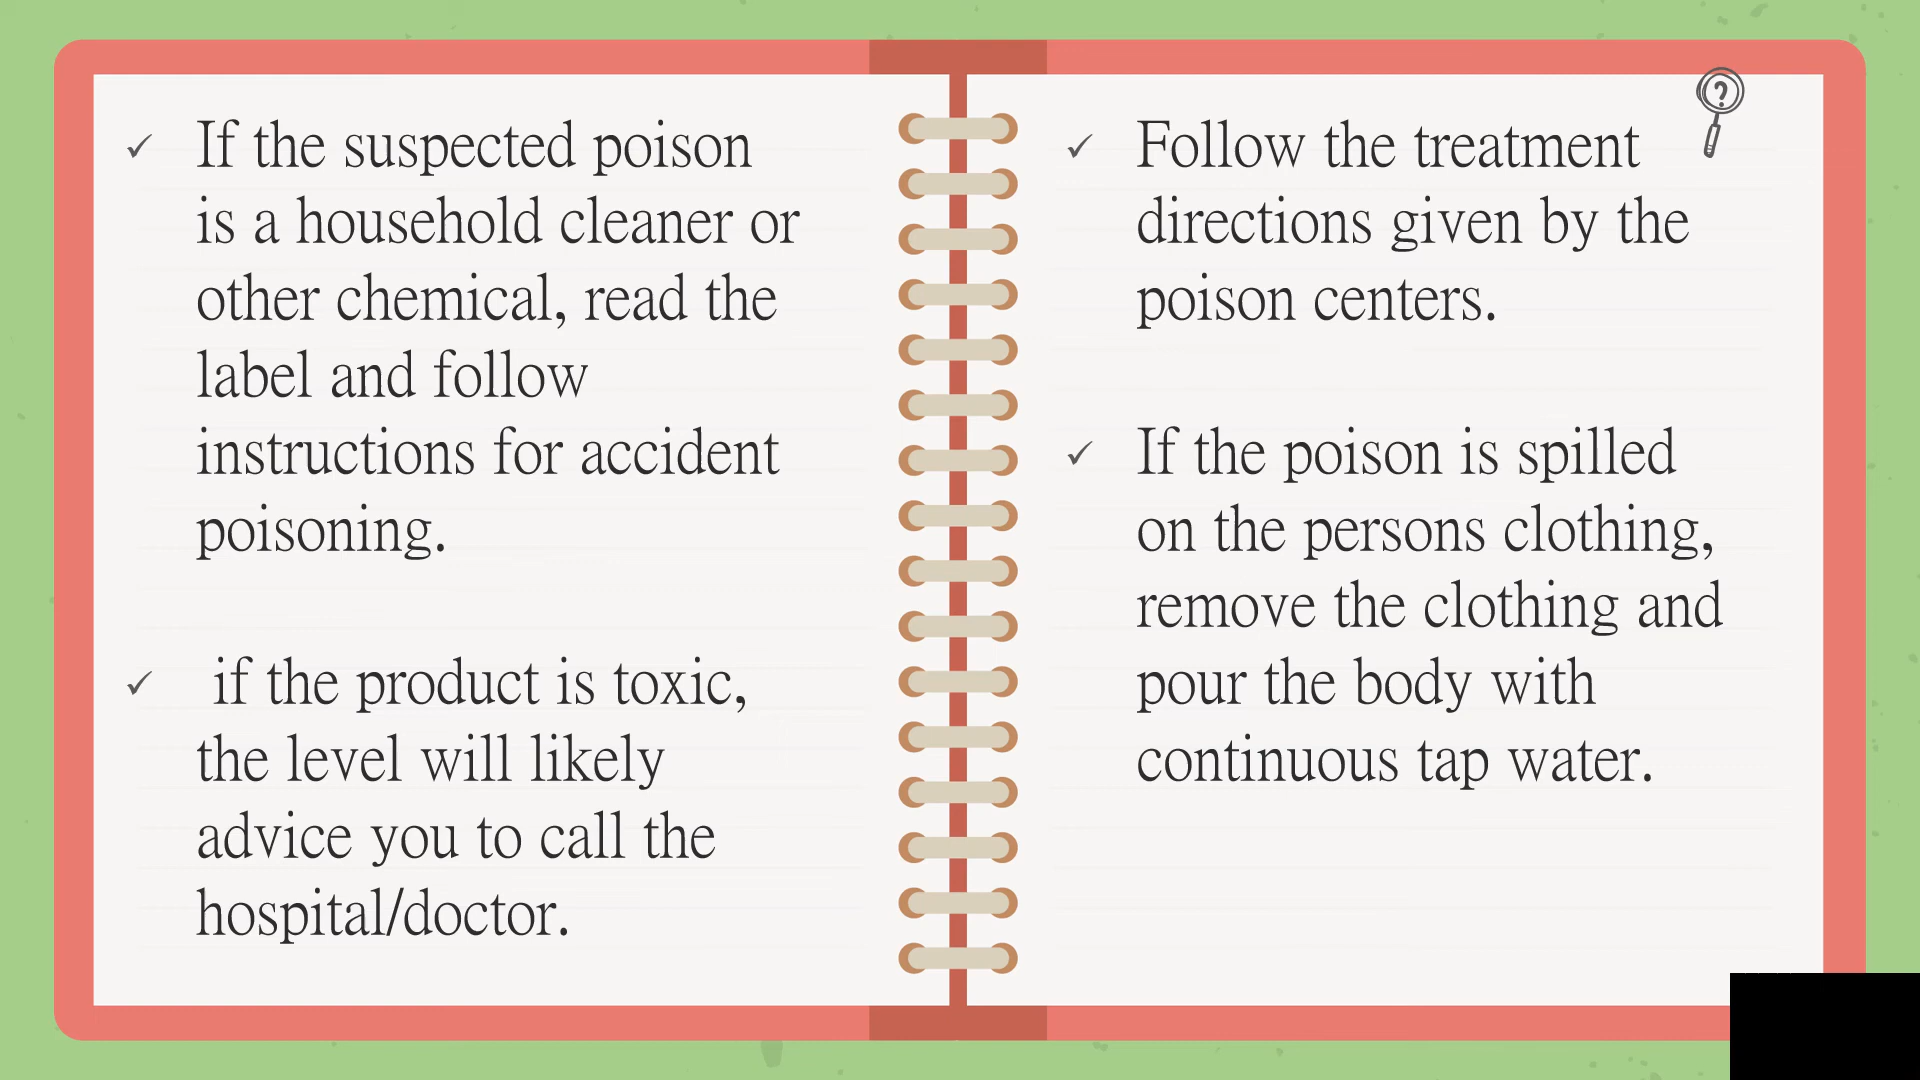 ✓ If the suspected poison
is a household cleaner or
other chemical, read the
label and follow
instructions for accident
poisoning.
✓ if the product is toxic,
the level will likely
advice you to call the
hospital/doctor.
?
✓ Follow the treatment
directions given by the
poison centers.
✓ If the poison is spilled
on the persons clothing,
remove the clothing and
pour the body with
continuous tap water.